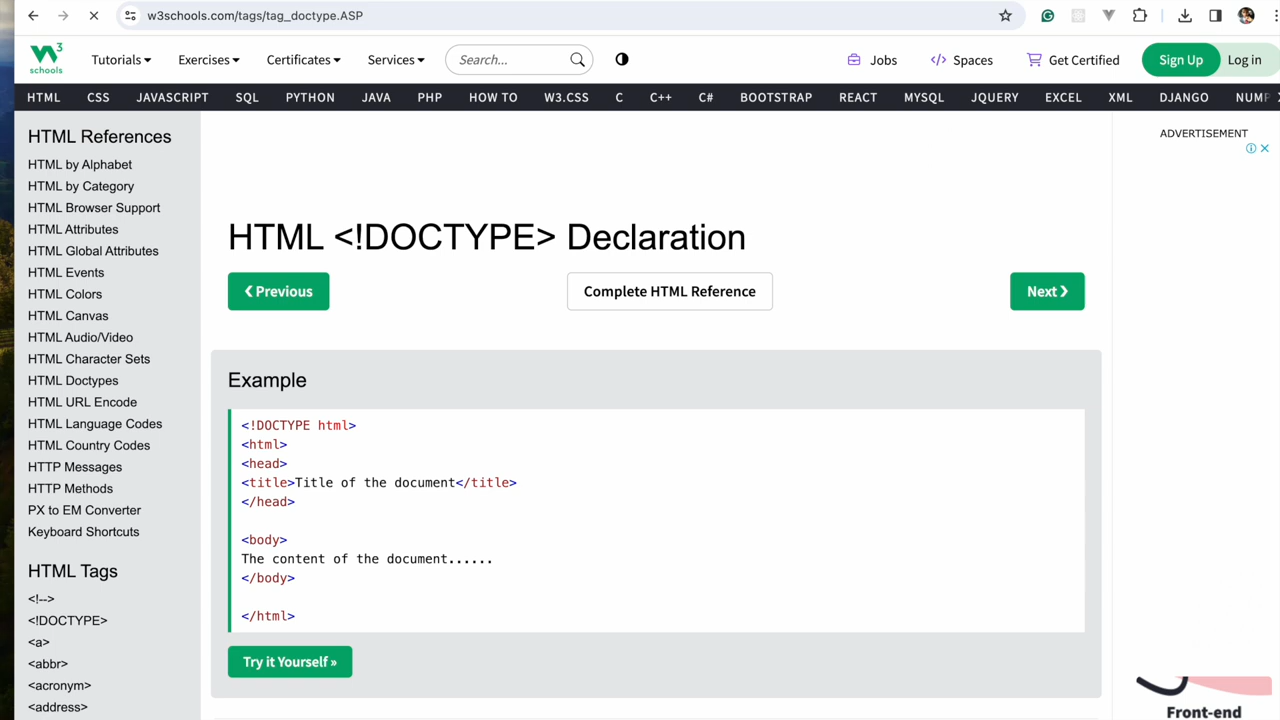 w3schools.com/tags/tag_doctype.ASP
W3 schools
Tutorials Exercises Certificates Services Search... Jobs Spaces Get Certified Sign Up Log in
HTML CSS JAVASCRIPT SQL PYTHON JAVA PHP HOW TO W3.CSS C C++ C# BOOTSTRAP REACT MYSQL JQUERY EXCEL XML DJANGO
HTML References
HTML by Alphabet
HTML by Category
HTML Browser Support
HTML Attributes
HTML Global Attributes
HTML Events
HTML Colors
HTML Canvas
HTML Audio/Video
HTML Character Sets
HTML Doctypes
HTML URL Encode
HTML Language Codes
HTML Country Codes
HTTP Messages
HTTP Methods
PX to EM Converter
Keyboard Shortcuts
HTML Tags
<!-->
<!DOCTYPE>
<a>
<abbr>
<acronym>
<address>
HTML <!DOCTYPE> Declaration
❮ Previous Complete HTML Reference Next ❯
Example
<!DOCTYPE html>
<html>
<head>
<title>Title of the document</title>
</head>
<body>
The content of the document......
</body>
</html>
Try it Yourself »
ADVERTISEMENT
Front-end